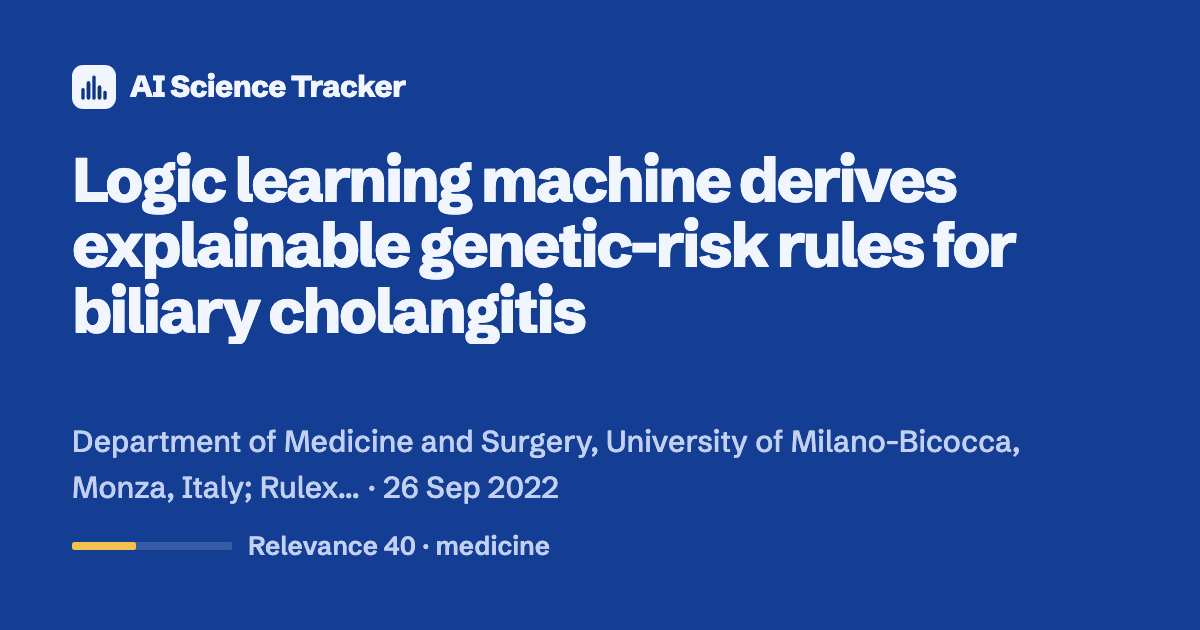 AI Science Tracker
Logic learning machine derives
explainable genetic-risk rules for
biliary cholangitis
Department of Medicine and Surgery, University of Milano-Bicocca,
Monza, Italy; Rulex... · 26 Sep 2022
Relevance 40 · medicine